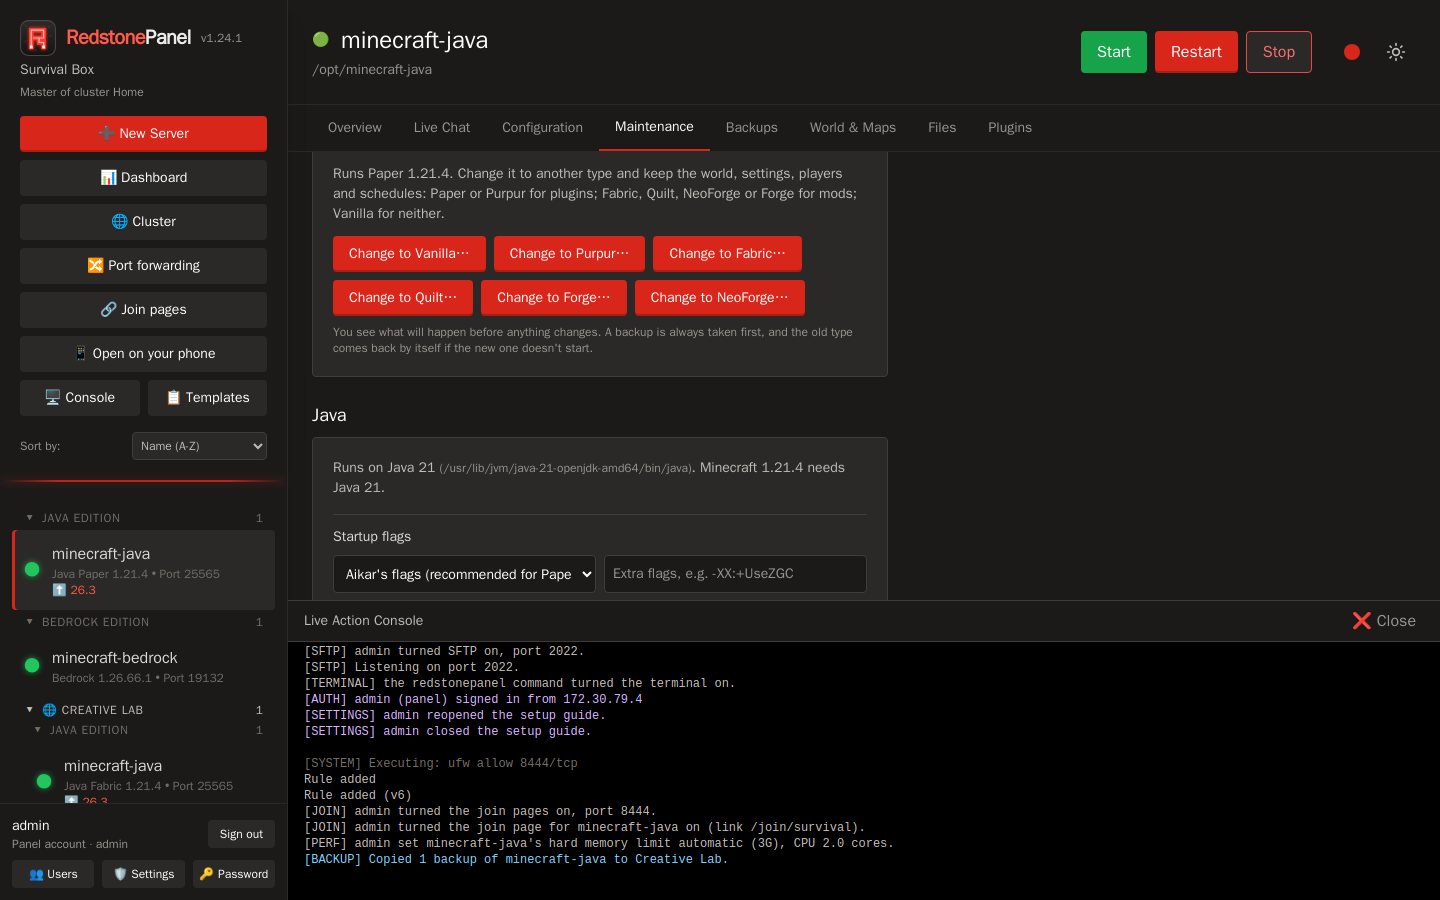 RedstonePanel v1.24.1
Survival Box
Master of cluster Home
➕ New Server
📊 Dashboard
🌐 Cluster
🔀 Port forwarding
🔗 Join pages
📱 Open on your phone
🖥️ Console
📋 Templates
Sort by:
Name (A-Z)
▼ JAVA EDITION 1
minecraft-java
Java Paper 1.21.4 • Port 25565
⬆️ 26.3
▼ BEDROCK EDITION 1
minecraft-bedrock
Bedrock 1.26.66.1 • Port 19132
▼ 🌐 CREATIVE LAB 1
▼ JAVA EDITION 1
minecraft-java
Java Fabric 1.21.4 • Port 25565
⬆️ 26.3
admin
Panel account · admin
Sign out
👥 Users
🛡️ Settings
🔑 Password
minecraft-java
/opt/minecraft-java
Start
Restart
Stop
Overview
Live Chat
Configuration
Maintenance
Backups
World & Maps
Files
Plugins
Runs Paper 1.21.4. Change it to another type and keep the world, settings, players
and schedules: Paper or Purpur for plugins; Fabric, Quilt, NeoForge or Forge for mods;
Vanilla for neither.
Change to Vanilla…
Change to Purpur…
Change to Fabric…
Change to Quilt…
Change to Forge…
Change to NeoForge…
You see what will happen before anything changes. A backup is always taken first, and the old type
comes back by itself if the new one doesn't start.
Java
Runs on Java 21 (/usr/lib/jvm/java-21-openjdk-amd64/bin/java). Minecraft 1.21.4 needs
Java 21.
Startup flags
Aikar's flags (recommended for Pape
Extra flags, e.g. -XX:+UseZGC
Live Action Console
❌ Close
[SFTP] admin turned SFTP on, port 2022.
[SFTP] Listening on port 2022.
[TERMINAL] the redstonepanel command turned the terminal on.
[AUTH] admin (panel) signed in from 172.30.79.4
[SETTINGS] admin reopened the setup guide.
[SETTINGS] admin closed the setup guide.
[SYSTEM] Executing: ufw allow 8444/tcp
Rule added
Rule added (v6)
[JOIN] admin turned the join pages on, port 8444.
[JOIN] admin turned the join page for minecraft-java on (link /join/survival).
[PERF] admin set minecraft-java's hard memory limit automatic (3G), CPU 2.0 cores.
[BACKUP] Copied 1 backup of minecraft-java to Creative Lab.